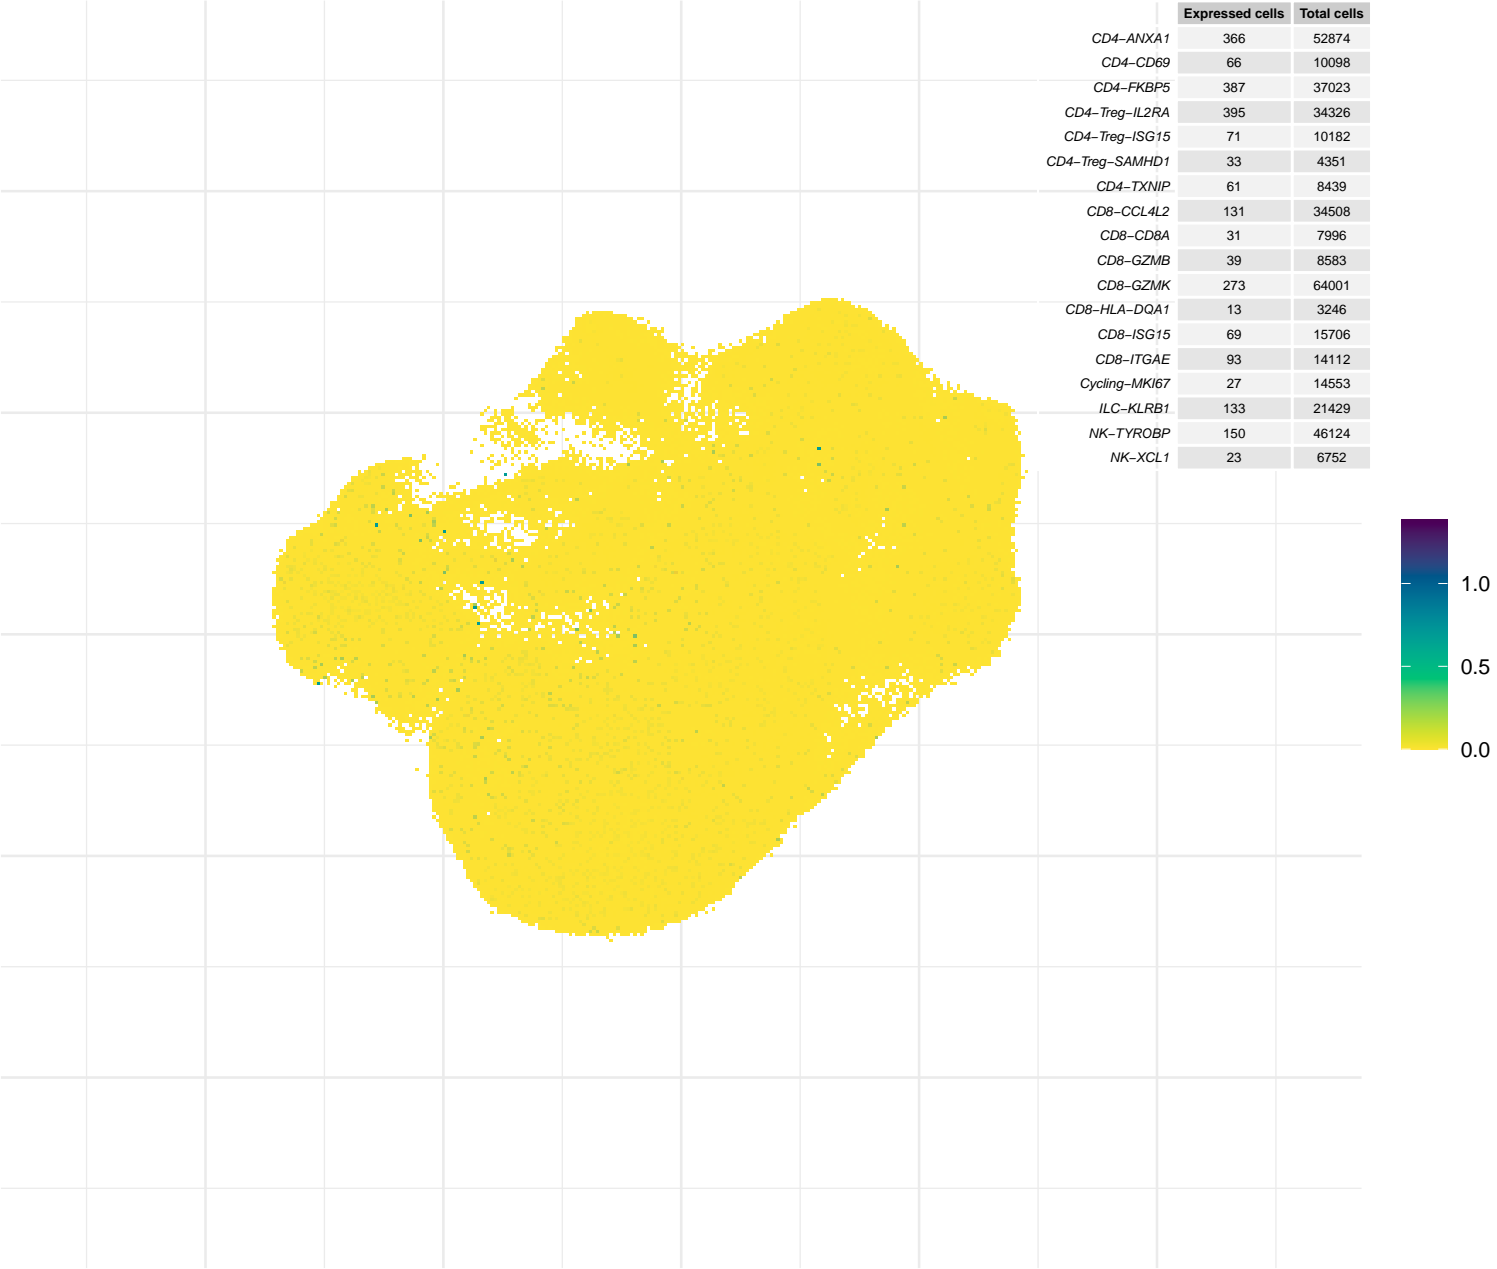 Expressed cells Total cells
CD4−ANXA1 366 52874
CD4−CD69 66 10098
CD4−FKBP5 387 37023
CD4−Treg−IL2RA 395 34326
CD4−Treg−ISG15 71 10182
CD4−Treg−SAMHD1 33 4351
CD4−TXNIP 61 8439
CD8−CCL4L2 131 34508
CD8−CD8A 31 7996
CD8−GZMB 39 8583
CD8−GZMK 273 64001
CD8−HLA−DQA1 13 3246
CD8−ISG15 69 15706
CD8−ITGAE 93 14112
Cycling−MKI67 27 14553
ILC−KLRB1 133 21429
NK−TYROBP 150 46124
NK−XCL1 23 6752
1.0
0.5
0.0